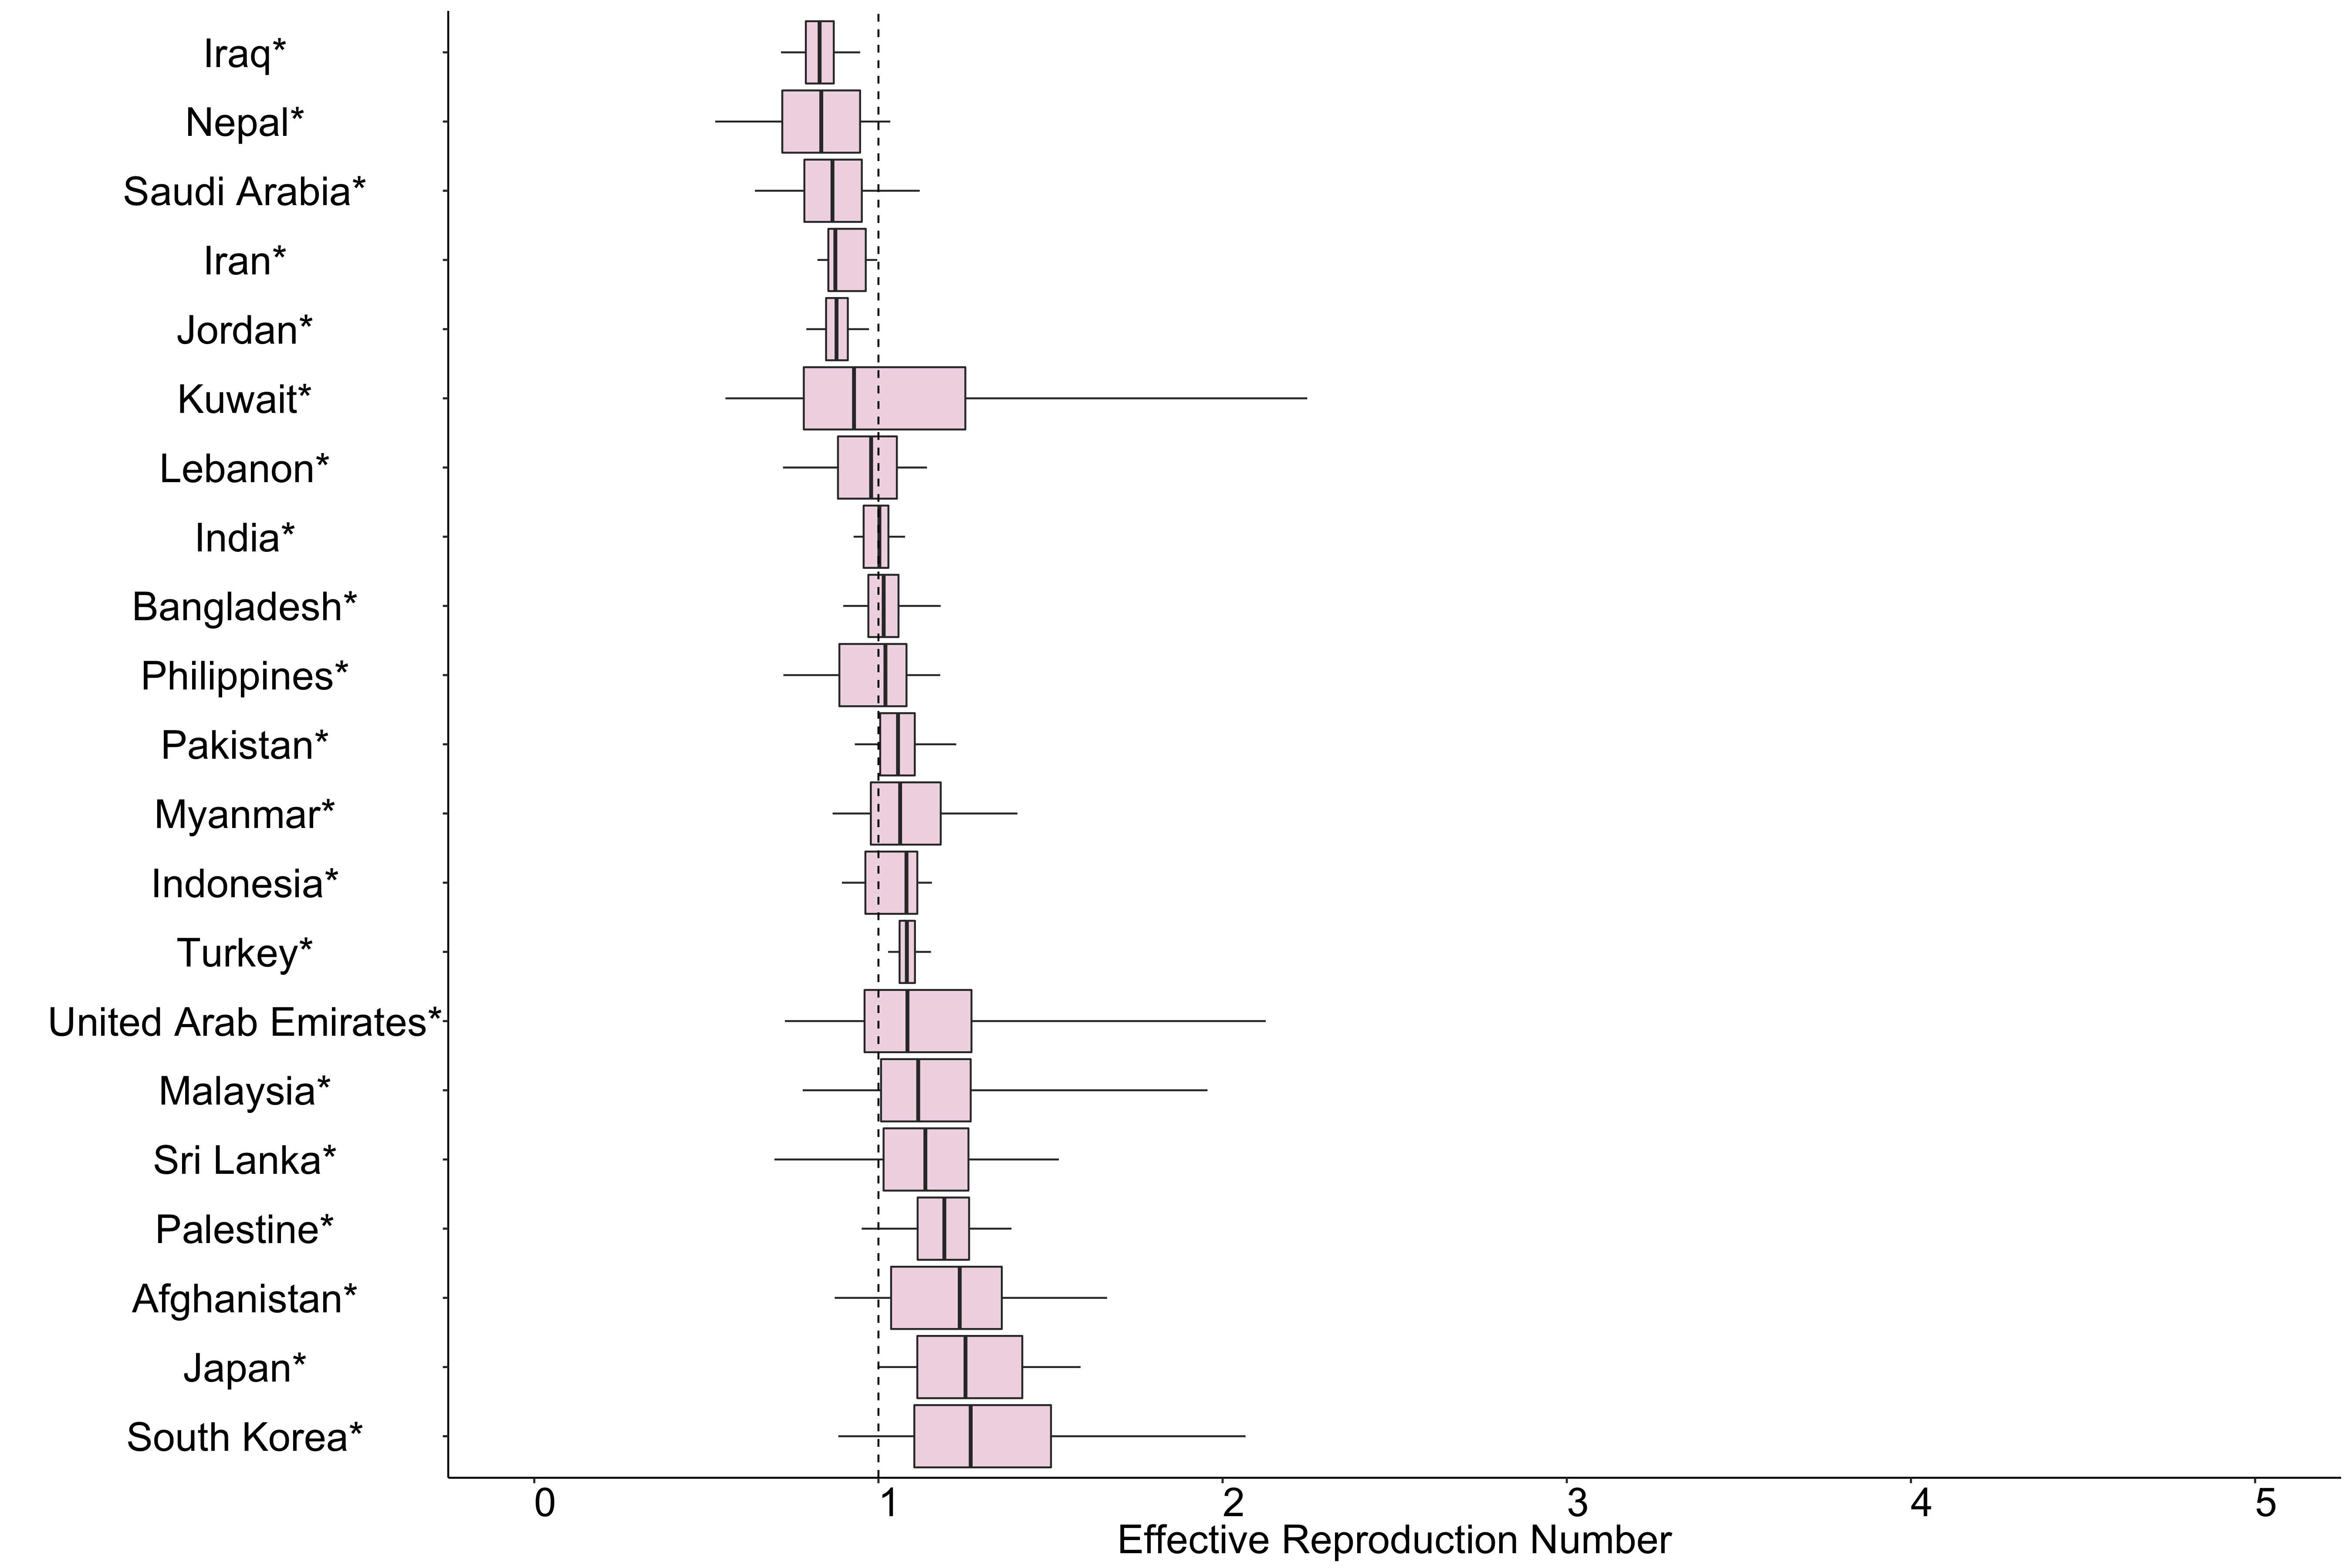 Iraq*
Nepal*
Saudi Arabia*
Iran*
Jordan*
Kuwait*
Lebanon*
India*
Bangladesh*
Philippines*
Pakistan*
Myanmar*
Indonesia*
Turkey*
United Arab Emirates*
Malaysia*
Sri Lanka*
Palestine*
Afghanistan*
Japan*
South Korea*
0 1 2 3 4 5
Effective Reproduction Number